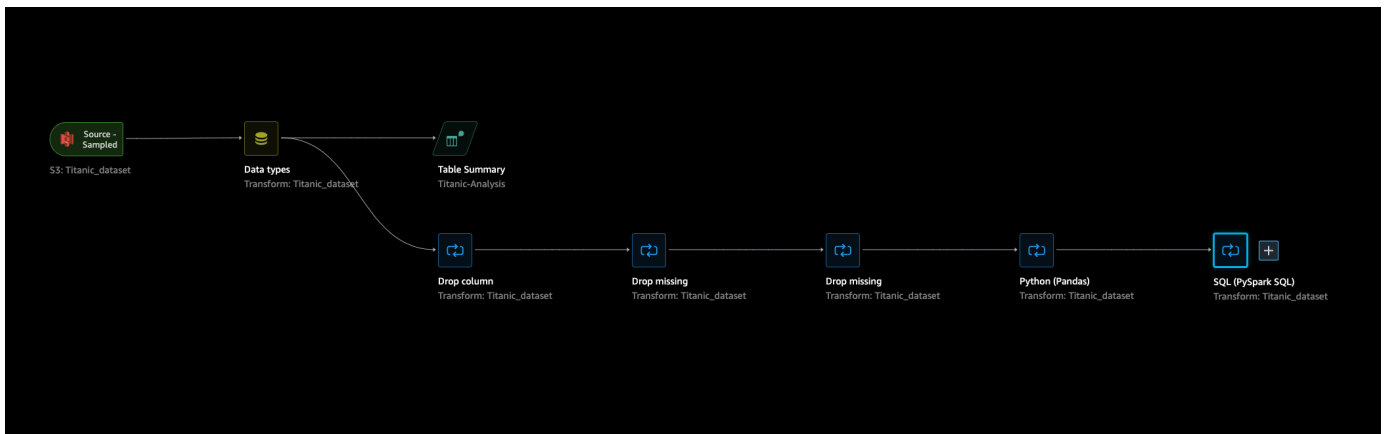 Source -
Sampled
S3: Titanic_dataset
Data types
Transform: Titanic_dataset
Table Summary
Titanic-Analysis
Drop column
Transform: Titanic_dataset
Drop missing
Transform: Titanic_dataset
Drop missing
Transform: Titanic_dataset
Python (Pandas)
Transform: Titanic_dataset
SQL (PySpark SQL)
Transform: Titanic_dataset